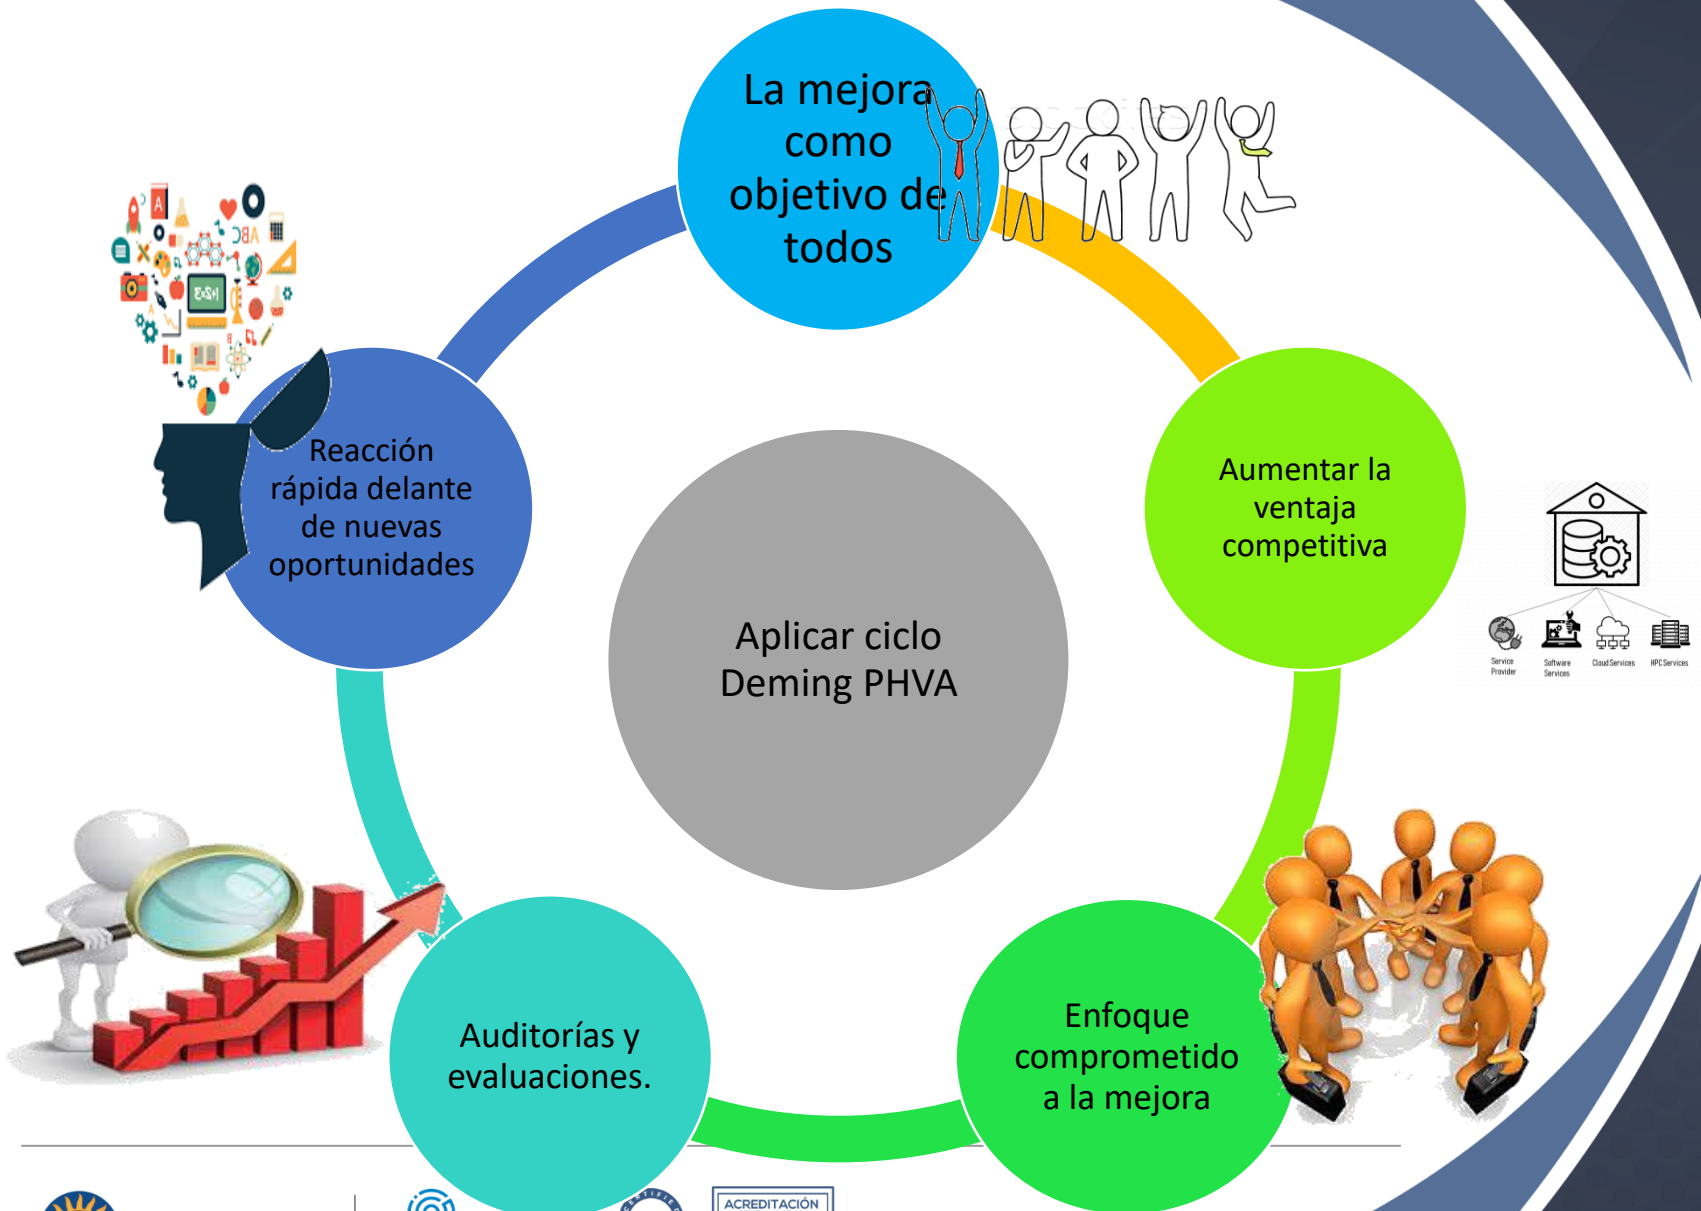 La mejora
como
objetivo de
todos
Reacción
rápida delante
de nuevas
oportunidades
Aumentar la
ventaja
competitiva
Aplicar ciclo
Deming PHVA
Service
Provider
Software
Services
Cloud Services
HPC Services
Auditorías y
evaluaciones.
Enfoque
comprometido
a la mejora
ACREDITACIÓN